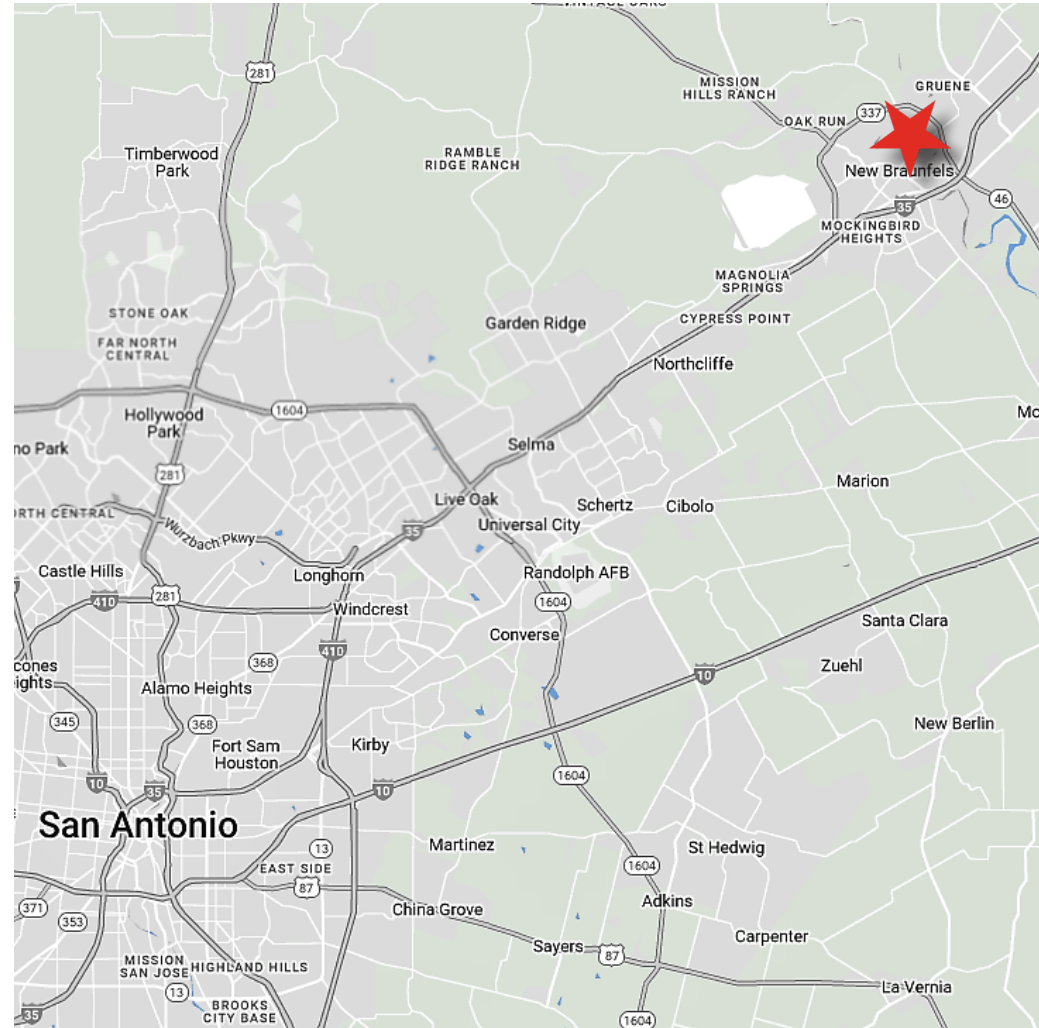 VINTAGE OAKS
281
MISSION
HILLS RANCH
GRUENE
337
OAK RUN
Timberwood
Park
RAMBLE
RIDGE RANCH
New Braunfels
46
35
MOCKINGBIRD
HEIGHTS
MAGNOLIA
SPRINGS
STONE OAK
CYPRESS POINT
Garden Ridge
FAR NORTH
CENTRAL
Northcliffe
1604
Hollywood
Park
Mc
no Park
Selma
281
Marion
Live Oak
Schertz
Cibolo
ORTH CENTRAL
Universal City
35
Wurzbach Pkwy
Castle Hills
Longhorn
Randolph AFB
281
410
1604
Windcrest
Santa Clara
Converse
410
368
cones
eights
Zuehl
10
Alamo Heights
345
368
New Berlin
Fort Sam
Houston
Kirby
1604
10
35
10
San Antonio
13
Martinez
St Hedwig
EAST SIDE
1604
87
371
353
China Grove
Adkins
Carpenter
Sayers
87
MISSION
SAN JOSE
HIGHLAND HILLS
13
La Vernia
BROOKS
CITY BASE
35
1604